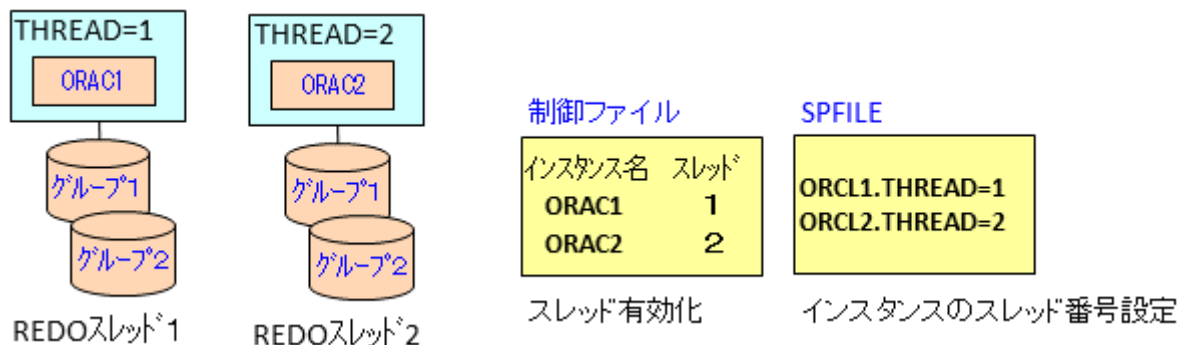 THREAD=1
ORAC1
グループ1
グループ2
REDOスレッド1
THREAD=2
ORAC2
グループ1
グループ2
REDOスレッド2
制御ファイル
インスタンス名 スレッド
ORAC1 1
ORAC2 2
スレッド有効化
SPFILE
ORCL1.THREAD=1
ORCL2.THREAD=2
インスタンスのスレッド番号設定